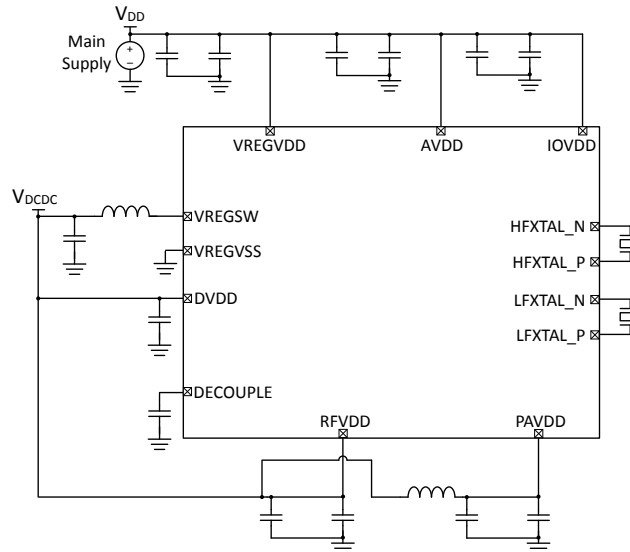 VDD
Main
Supply
VREGVDD
AVDD
IOVDD
VDCDC
VREGSW
HFXTAL_N
VREGVSS
HFXTAL_P
DVDD
LFXTAL_N
LFXTAL_P
DECOUPLE
RFVDD
PAVDD